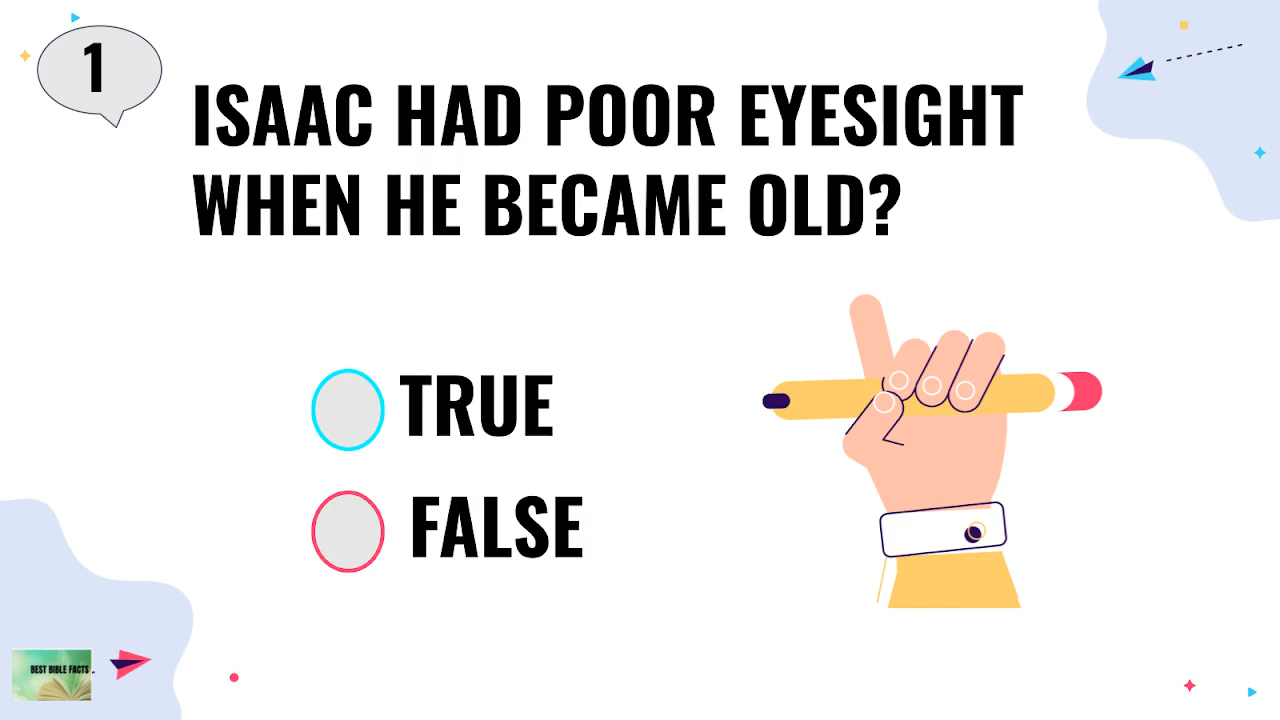 1
ISAAC HAD POOR EYESIGHT
WHEN HE BECAME OLD?
TRUE
FALSE
BEST BIBLE FACTS